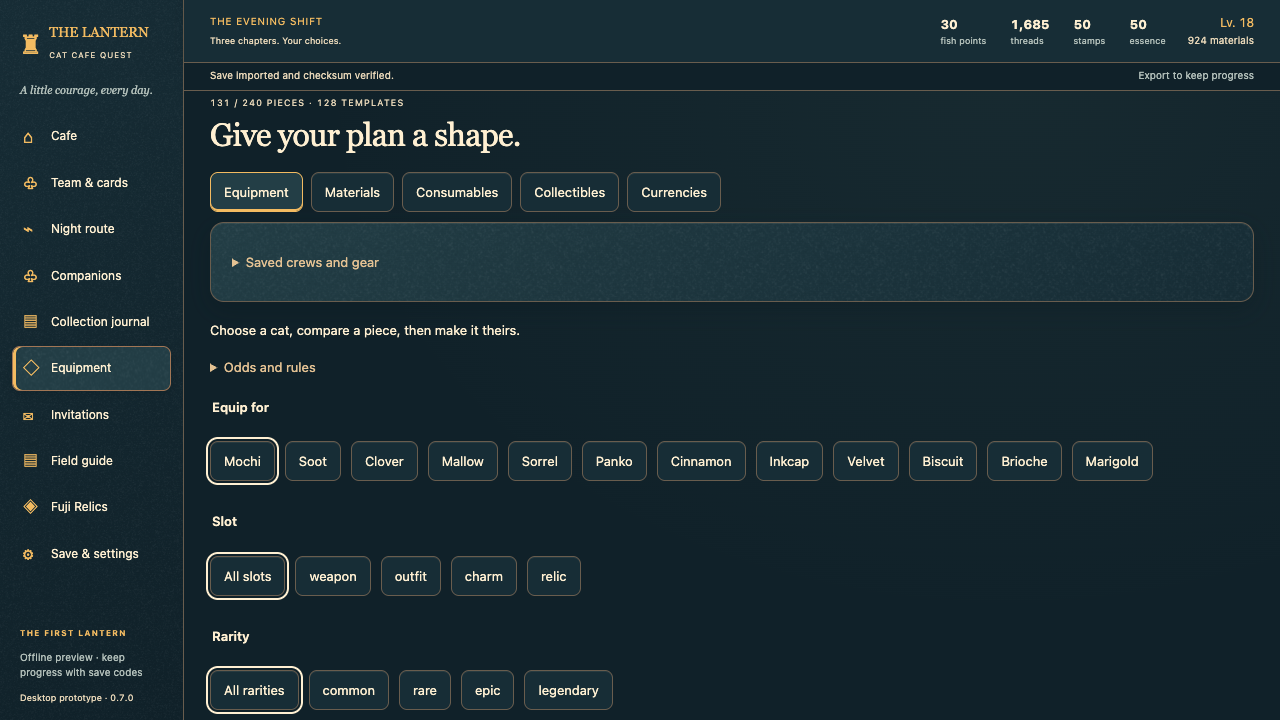 THE LANTERN
CAT CAFE QUEST
A little courage, every day.
Cafe
Team & cards
Night route
Companions
Collection journal
Equipment
Invitations
Field guide
Fuji Relics
Save & settings
THE FIRST LANTERN
Offline preview · keep
progress with save codes
Desktop prototype · 0.7.0
THE EVENING SHIFT
Three chapters. Your choices.
30
fish points
1,685
threads
50
stamps
50
essence
Lv. 18
924 materials
Save imported and checksum verified.
Export to keep progress
131 / 240 PIECES · 128 TEMPLATES
Give your plan a shape.
Equipment
Materials
Consumables
Collectibles
Currencies
Saved crews and gear
Choose a cat, compare a piece, then make it theirs.
Odds and rules
Equip for
Mochi
Soot
Clover
Mallow
Sorrel
Panko
Cinnamon
Inkcap
Velvet
Biscuit
Brioche
Marigold
Slot
All slots
weapon
outfit
charm
relic
Rarity
All rarities
common
rare
epic
legendary